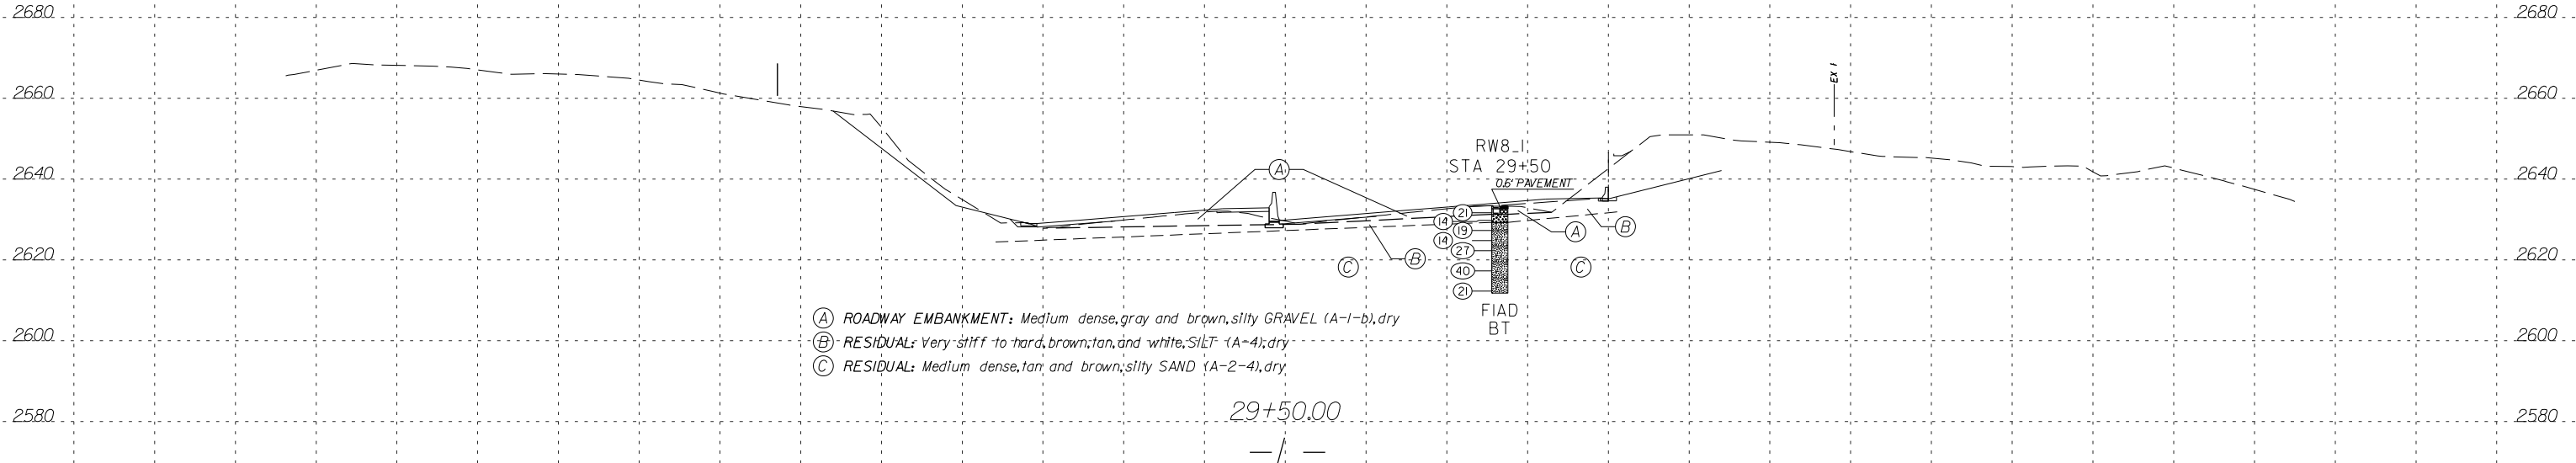 2680 2680
EX 1
2660 2660
RW8_1
STA 29+50
2640 0.6' PAVEMENT 2640
A
21
14
19
A
B
14
27
B
2620 2620
C
40
C
21
FIAD
BT
A ROADWAY EMBANKMENT: Medium dense, gray and brown, silty GRAVEL (A-1-b), dry
2600 2600
B RESIDUAL: Very stiff to hard, brown, tan, and white, SILT (A-4), dry
C RESIDUAL: Medium dense, tan and brown, silty SAND (A-2-4), dry
29+50.00
2580 2580